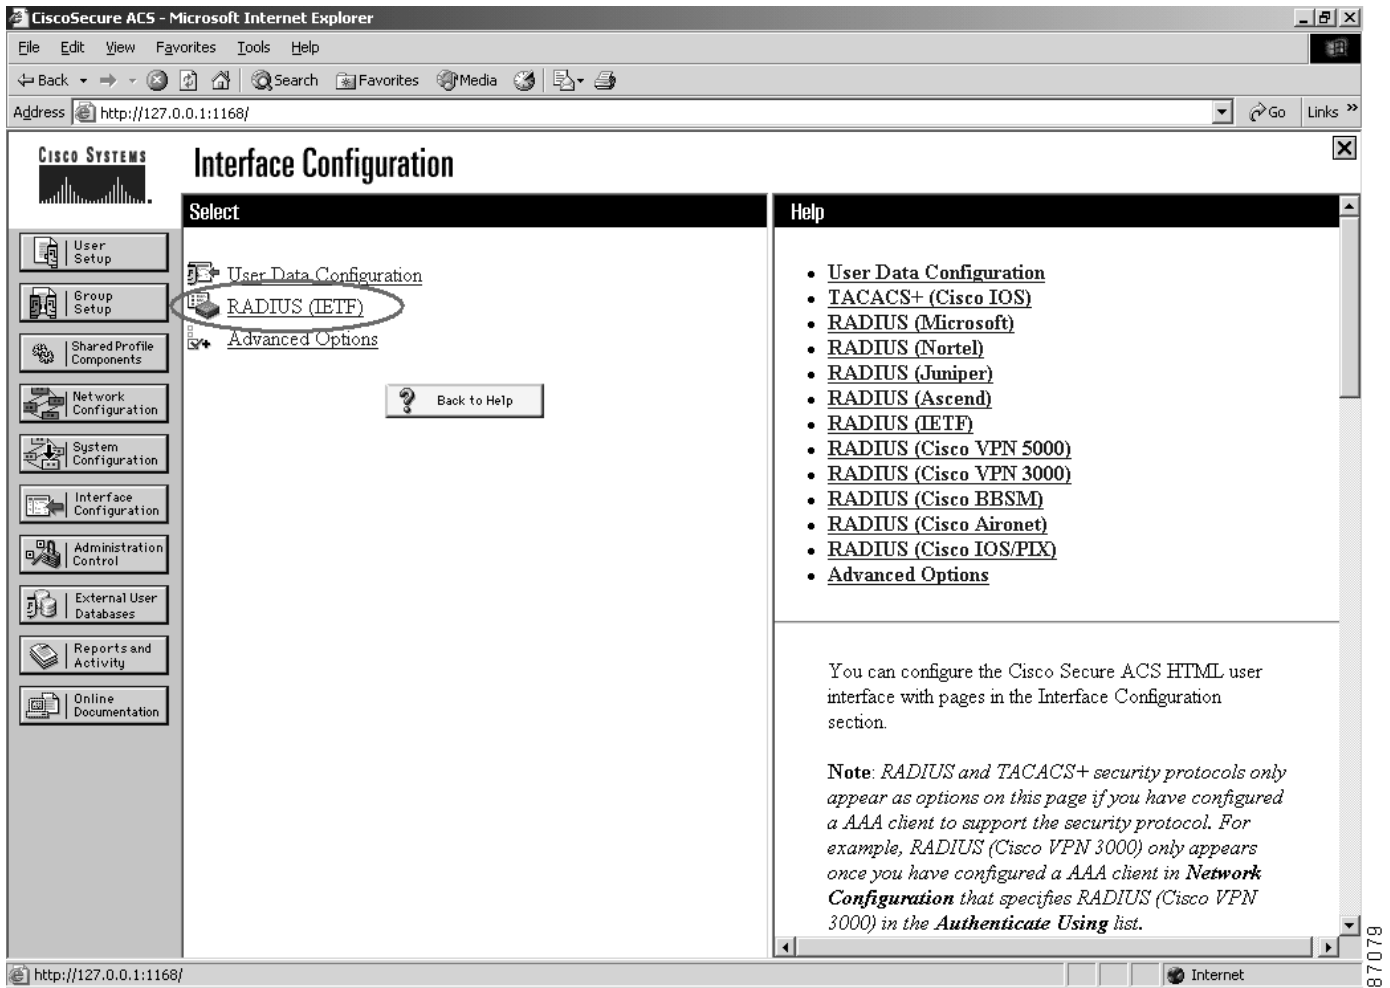 CiscoSecure ACS - Microsoft Internet Explorer
File Edit View Favorites Tools Help
Back Search Favorites Media
Address http://127.0.0.1:1168/ Go Links »
CISCO SYSTEMS
Interface Configuration
Select
User Data Configuration
RADIUS (IETF)
Advanced Options
Back to Help
User
Setup
Group
Setup
Shared Profile
Components
Network
Configuration
System
Configuration
Interface
Configuration
Administration
Control
External User
Databases
Reports and
Activity
Online
Documentation
Help
• User Data Configuration
• TACACS+ (Cisco IOS)
• RADIUS (Microsoft)
• RADIUS (Nortel)
• RADIUS (Juniper)
• RADIUS (Ascend)
• RADIUS (IETF)
• RADIUS (Cisco VPN 5000)
• RADIUS (Cisco VPN 3000)
• RADIUS (Cisco BBSM)
• RADIUS (Cisco Aironet)
• RADIUS (Cisco IOS/PIX)
• Advanced Options
You can configure the Cisco Secure ACS HTML user
interface with pages in the Interface Configuration
section.
Note: RADIUS and TACACS+ security protocols only
appear as options on this page if you have configured
a AAA client to support the security protocol. For
example, RADIUS (Cisco VPN 3000) only appears
once you have configured a AAA client in Network
Configuration that specifies RADIUS (Cisco VPN
3000) in the Authenticate Using list.
http://127.0.0.1:1168/ Internet
87079